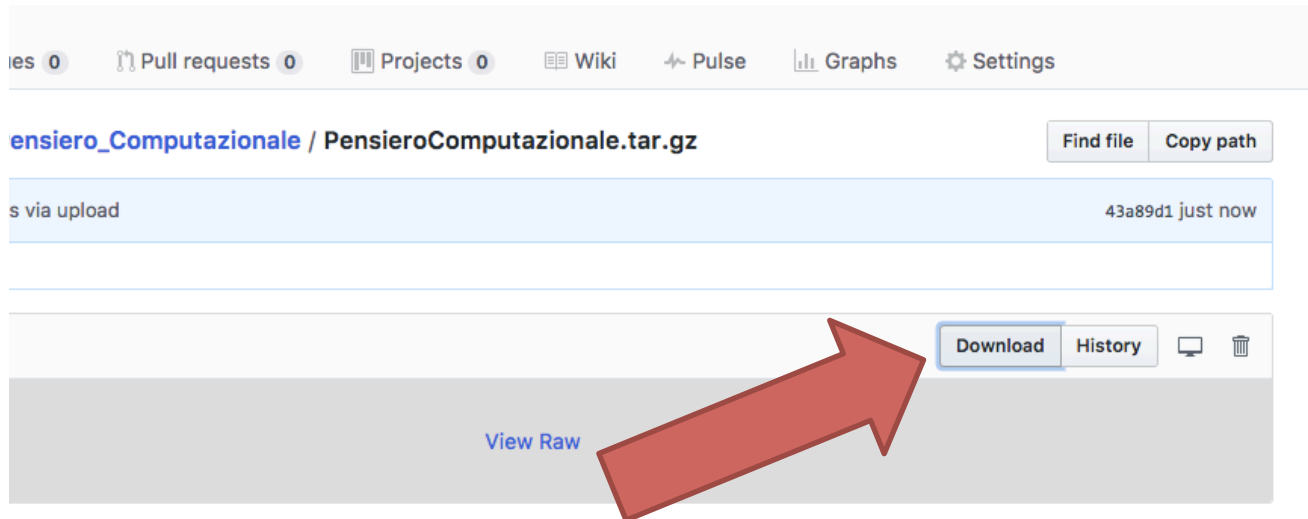 ues 0 Pull requests 0 Projects 0 Wiki Pulse Graphs Settings
ensiero_Computazionale / PensieroComputazionale.tar.gz Find file Copy path
s via upload 43a89d1 just now
Download History
View Raw